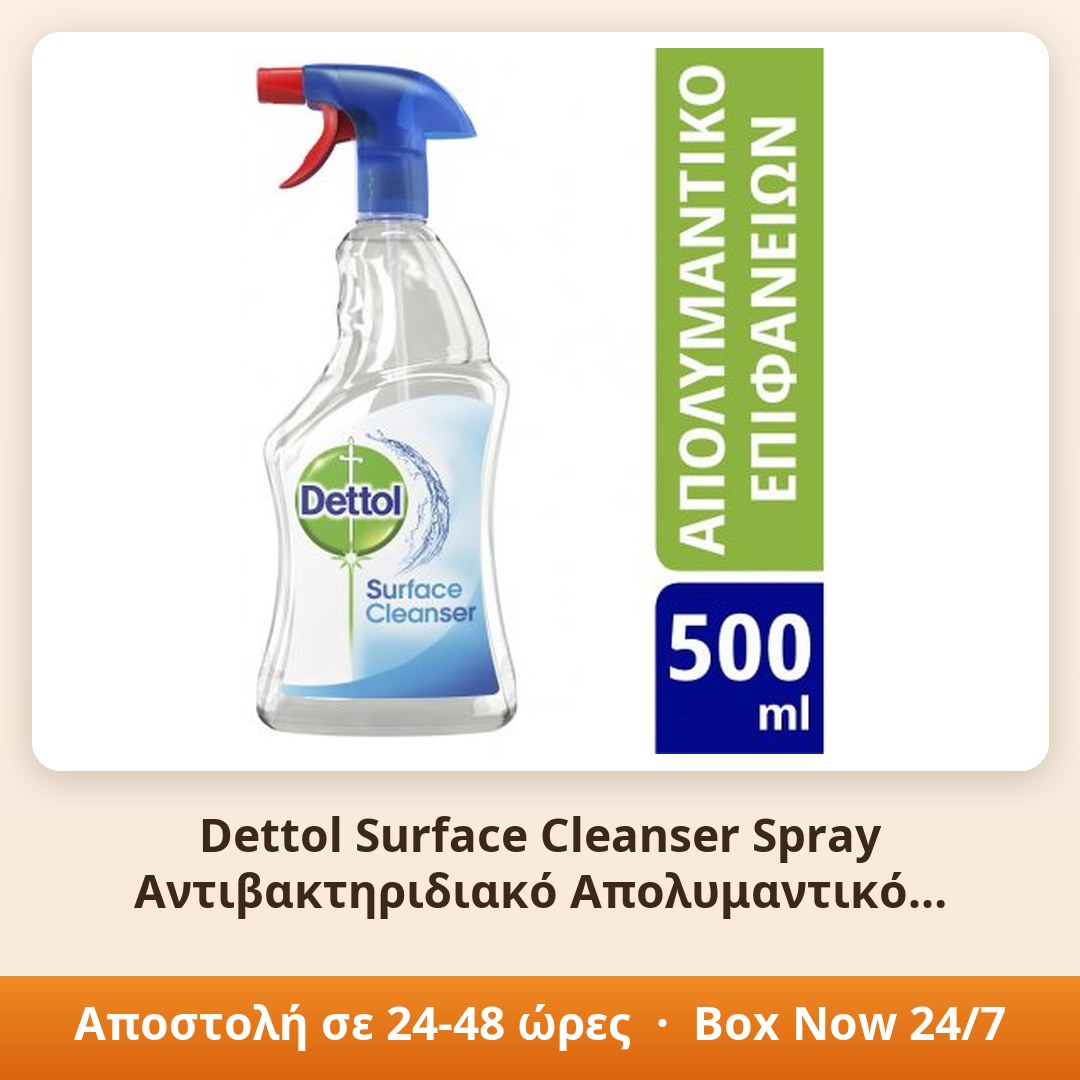 Dettol
Surface
Cleanser
ΑΠΟΛΥΜΑΝΤΙΚΟ
ΕΠΙΦΑΝΕΙΩΝ
500
ml
Dettol Surface Cleanser Spray
Αντιβακτηριδιακό Απολυμαντικό...
Αποστολή σε 24-48 ώρες · Box Now 24/7